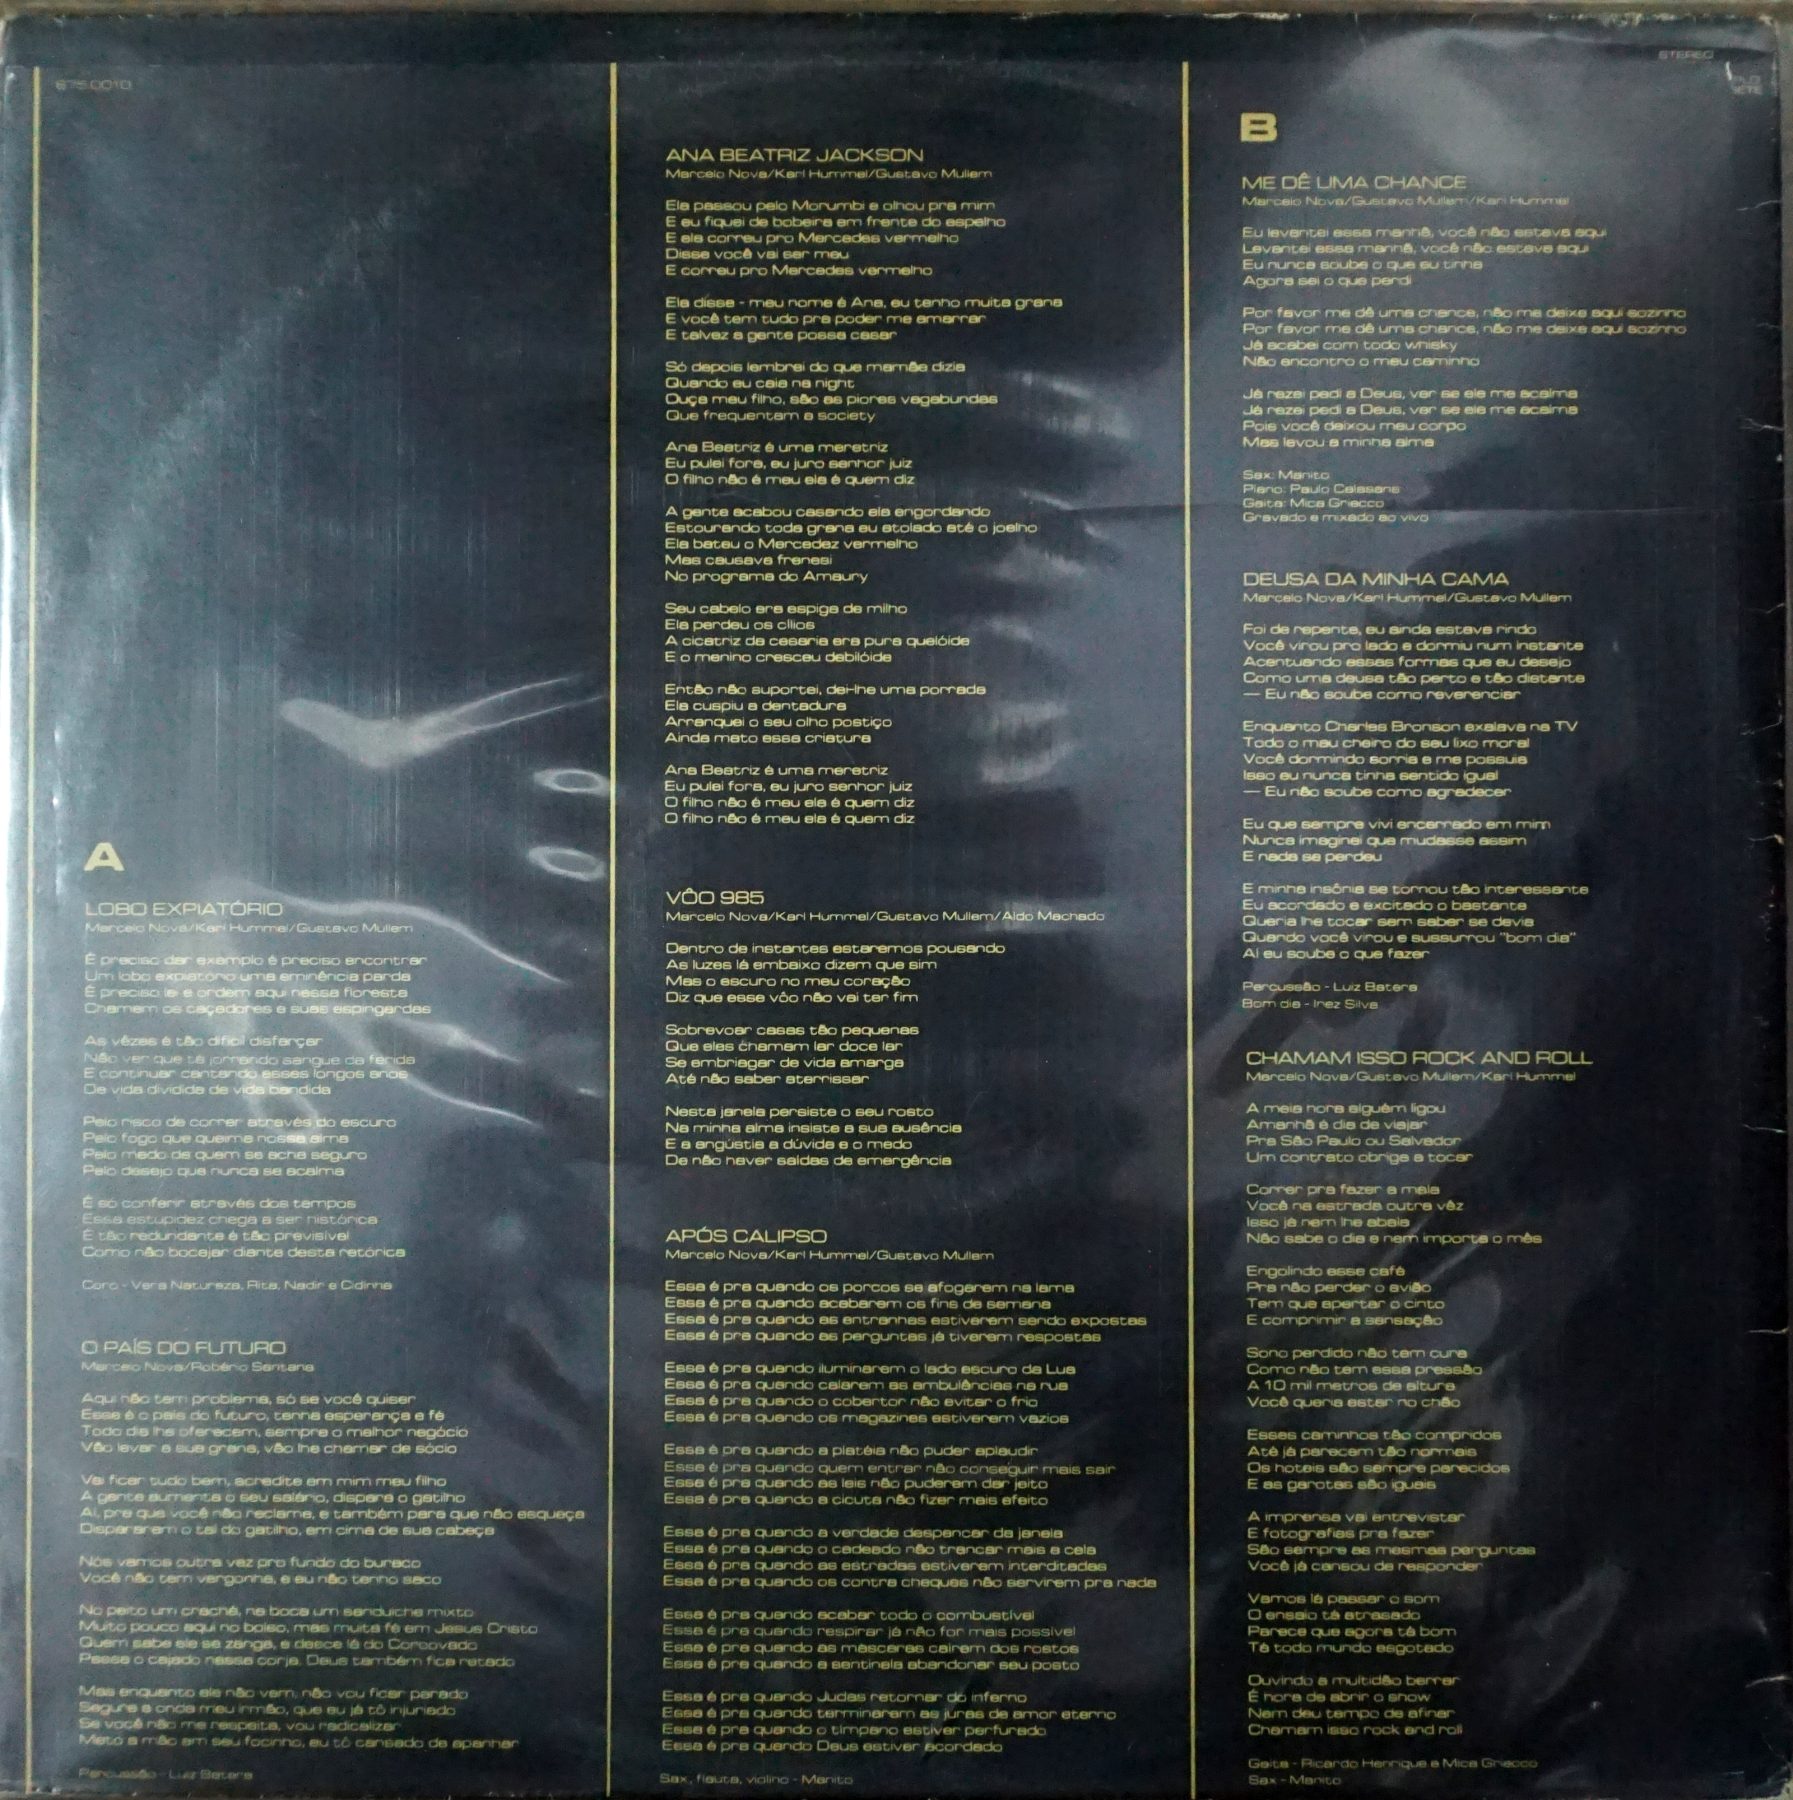 675.0010
STEREO
A
LOBO EXPIATÓRIO
Marcelo Nova/Karl Hummel/Gustavo Mullem
É preciso dar exemplo é preciso encontrar
Um lobo expiatório uma eminência parda
É preciso lei e ordem aqui nessa floresta
Chamem os caçadores e suas espingardas
As vêzes é tão difícil disfarçar
Não ver que tá jorrando sangue da ferida
E continuar cantando esses longos anos
De vida dividida de vida bandida
Pelo risco de correr através do escuro
Pelo fogo que queima nossa alma
Pelo medo de quem se acha seguro
Pelo desejo que nunca se acalma
É só conferir através dos tempos
Essa estupidez chega a ser histórica
É tão redundante é tão previsível
Como não bocejar diante desta retórica
Coro - Vera Natureza, Rita, Nadir e Cidinha
O PAÍS DO FUTURO
Marcelo Nova/Robério Santana
Aqui não tem problema, só se você quiser
Esse é o país do futuro, tenha esperança e fé
Todo dia lhe oferecem, sempre o melhor negócio
Vão levar a sua grana, vão lhe chamar de sócio
Vai ficar tudo bem, acredite em mim meu filho
A gente aumenta o seu salário, dispara o gatilho
Aí, pra que você não reclame, e também para que não esqueça
Dispararam o tal do gatilho, em cima de sua cabeça
Nós vamos outra vez pro fundo do buraco
Você não tem vergonha, e eu não tenho saco
No peito um crachá, na boca um sanduiche mixto
Muito pouco aqui no bolso, mas muita fé em Jesus Cristo
Quem sabe ele se zanga, e desce lá do Corcovado
Passa o cajado nessa corja. Deus também fica retado
Mas enquanto ele não vem, não vou ficar parado
Segura a onda meu irmão, que eu já tô injuriado
Se você não me respeita, vou radicalizar
Meto a mão em seu focinho, eu tô cansado de apanhar
Percussão - Luiz Batera
ANA BEATRIZ JACKSON
Marcelo Nova/Karl Hummel/Gustavo Mullem
Ela passou pelo Morumbi e olhou pra mim
E eu fiquei de bobeira em frente do espelho
E ela correu pro Mercedes vermelho
Disse você vai ser meu
E correu pro Mercedes vermelho
Ela disse - meu nome é Ana, eu tenho muita grana
E você tem tudo pra poder me amarrar
E talvez a gente possa casar
Só depois lembrei do que mamãe dizia
Quando eu caia na night
Ouça meu filho, são as piores vagabundas
Que frequentam a society
Ana Beatriz é uma meretriz
Eu pulei fora, eu juro senhor juiz
O filho não é meu ela é quem diz
A gente acabou casando ela engordando
Estourando toda grana eu atolado até o joelho
Ela bateu o Mercedez vermelho
Mas causava frenesi
No programa do Amaury
Seu cabelo era espiga de milho
Ela perdeu os cílios
A cicatriz da cesaria era pura quelóide
E o menino cresceu debilóide
Então não suportei, dei-lhe uma porrada
Ela cuspiu a dentadura
Arranquei o seu olho postiço
Ainda mato essa criatura
Ana Beatriz é uma meretriz
Eu pulei fora, eu juro senhor juiz
O filho não é meu ela é quem diz
O filho não é meu ela é quem diz
VÔO 985
Marcelo Nova/Karl Hummel/Gustavo Mullem/Aldo Machado
Dentro de instantes estaremos pousando
As luzes lá embaixo dizem que sim
Mas o escuro no meu coração
Diz que esse vôo não vai ter fim
Sobrevoar casas tão pequenas
Que eles chamam lar doce lar
Se embriagar de vida amarga
Até não saber aterrissar
Nesta janela persiste o seu rosto
Na minha alma insiste a sua ausência
E a angústia a dúvida e o medo
De não haver saídas de emergência
APÓS CALIPSO
Marcelo Nova/Karl Hummel/Gustavo Mullem
Essa é pra quando os porcos se afogarem na lama
Essa é pra quando acabarem os fins de semana
Essa é pra quando as entranhas estiverem sendo expostas
Essa é pra quando as perguntas já tiverem respostas
Essa é pra quando iluminarem o lado escuro da Lua
Essa é pra quando calarem as ambulâncias na rua
Essa é pra quando o cobertor não evitar o frio
Essa é pra quando os magazines estiverem vazios
Essa é pra quando a platéia não puder aplaudir
Essa é pra quando quem entrar não conseguir mais sair
Essa é pra quando as leis não puderem dar jeito
Essa é pra quando a cicuta não fizer mais efeito
Essa é pra quando a verdade despencar da janela
Essa é pra quando o cadeado não trancar mais a cela
Essa é pra quando as estradas estiverem interditadas
Essa é pra quando os contra cheques não servirem pra nada
Essa é pra quando acabar todo o combustível
Essa é pra quando respirar já não for mais possível
Essa é pra quando as máscaras cairem dos rostos
Essa é pra quando a sentinela abandonar seu posto
Essa é pra quando Judas retornar do inferno
Essa é pra quando terminarem as juras de amor eterno
Essa é pra quando o tímpano estiver perfurado
Essa é pra quando Deus estiver acordado
Sax, flauta, violino - Manito
B
ME DÊ UMA CHANCE
Marcelo Nova/Gustavo Mullem/Karl Hummel
Eu levantei essa manhã, você não estava aqui
Levantei essa manhã, você não estava aqui
Eu nunca soube o que eu tinha
Agora sei o que perdi
Por favor me dê uma chance, não me deixe aqui sozinho
Por favor me dê uma chance, não me deixe aqui sozinho
Já acabei com todo whisky
Não encontro o meu caminho
Já rezei pedi a Deus, ver se ele me acalma
Já rezei pedi a Deus, ver se ele me acalma
Pois você deixou meu corpo
Mas levou a minha alma
Sax: Manito
Piano: Paulo Calasans
Gaita: Mica Griecco
Gravado e mixado ao vivo
DEUSA DA MINHA CAMA
Marcelo Nova/Karl Hummel/Gustavo Mullem
Foi de repente, eu ainda estava rindo
Você virou pro lado e dormiu num instante
Acentuando essas formas que eu desejo
Como uma deusa tão perto e tão distante
— Eu não soube como reverenciar
Enquanto Charles Bronson exalava na TV
Todo o mau cheiro do seu lixo moral
Você dormindo sorria e me possuia
Isso eu nunca tinha sentido igual
— Eu não soube como agradecer
Eu que sempre vivi encerrado em mim
Nunca imaginei que mudasse assim
E nada se perdeu
E minha insônia se tornou tão interessante
Eu acordado e excitado o bastante
Queria lhe tocar sem saber se devia
Quando você virou e sussurrou "bom dia"
Aí eu soube o que fazer
Percussão - Luiz Batera
Bom dia - Inez Silva
CHAMAM ISSO ROCK AND ROLL
Marcelo Nova/Gustavo Mullem/Karl Hummel
A meia hora alguém ligou
Amanhã é dia de viajar
Pra São Paulo ou Salvador
Um contrato obriga a tocar
Correr pra fazer a mala
Você na estrada outra vêz
Isso já nem lhe abala
Não sabe o dia e nem importa o mês
Engolindo esse café
Pra não perder o avião
Tem que apertar o cinto
E comprimir a sensação
Sono perdido não tem cura
Como não tem essa pressão
A 10 mil metros de altura
Você queria estar no chão
Esses caminhos tão compridos
Até já parecem tão normais
Os hoteis são sempre parecidos
E as garotas são iguais
A imprensa vai entrevistar
E fotografias pra fazer
São sempre as mesmas perguntas
Você já cansou de responder
Vamos lá passar o som
O ensaio tá atrasado
Parece que agora tá bom
Tá todo mundo esgotado
Ouvindo a multidão berrar
É hora de abrir o show
Nem deu tempo de afinar
Chamam isso rock and roll
Gaita - Ricardo Henrique e Mica Griecco
Sax - Manito